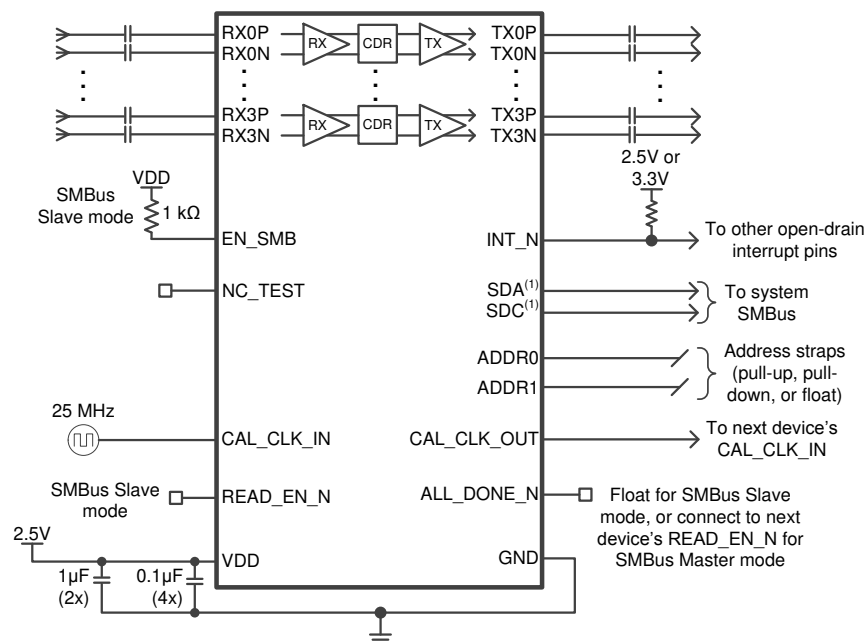 RX0P
RX0N
RX
CDR
TX
TX0P
TX0N
RX3P
RX3N
RX
CDR
TX
TX3P
TX3N
VDD
SMBus
Slave mode
1 kΩ
EN_SMB
2.5V or
3.3V
INT_N
To other open-drain
interrupt pins
NC_TEST
SDA(1)
SDC(1)
To system
SMBus
ADDR0
ADDR1
Address straps
(pull-up, pull-
down, or float)
25 MHz
CAL_CLK_IN
CAL_CLK_OUT
To next device's
CAL_CLK_IN
SMBus Slave
mode
READ_EN_N
ALL_DONE_N
Float for SMBus Slave
mode, or connect to next
device's READ_EN_N for
SMBus Master mode
2.5V
VDD
GND
1μF
(2x)
0.1μF
(4x)